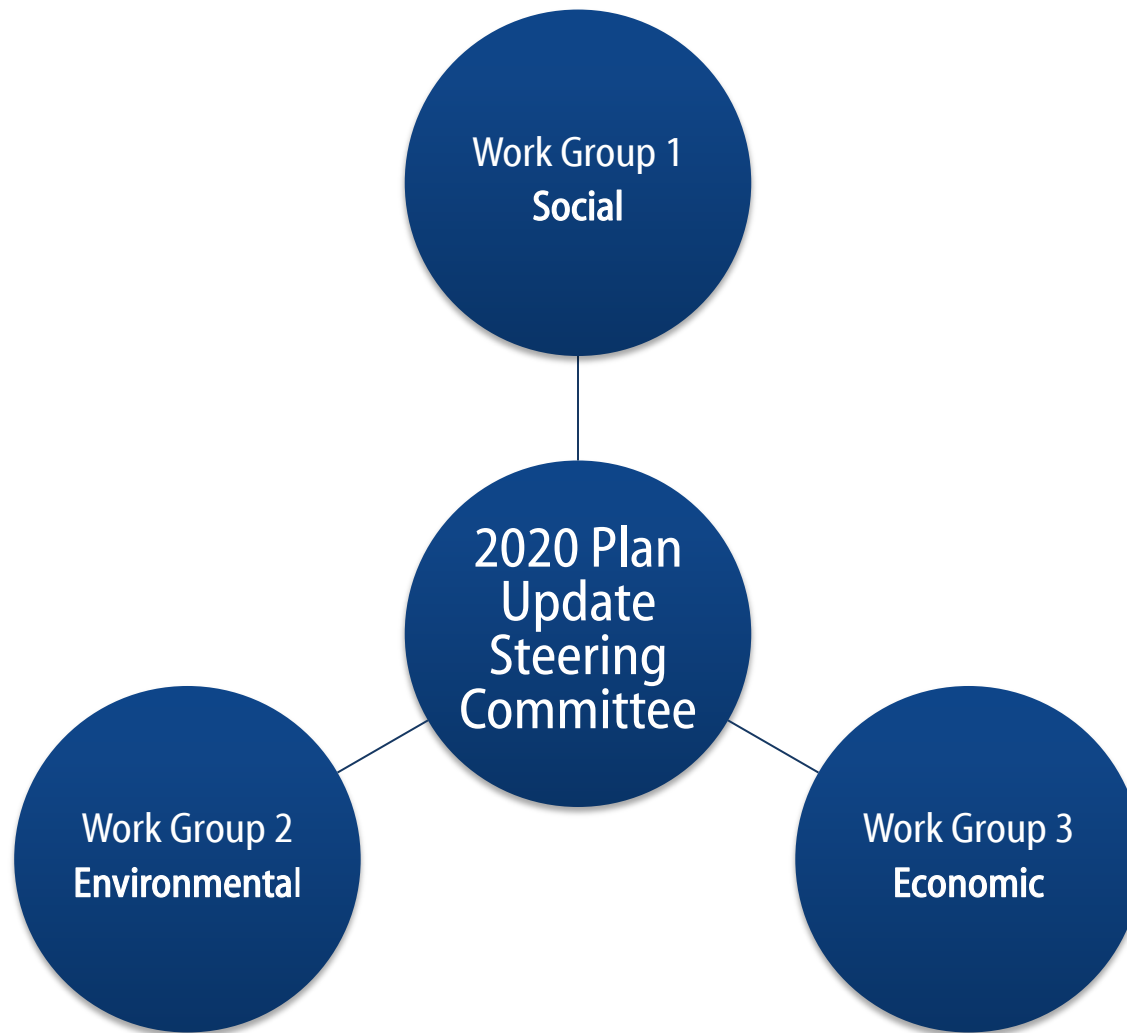 Work Group 1
Social
2020 Plan
Update
Steering
Committee
Work Group 2
Environmental
Work Group 3
Economic